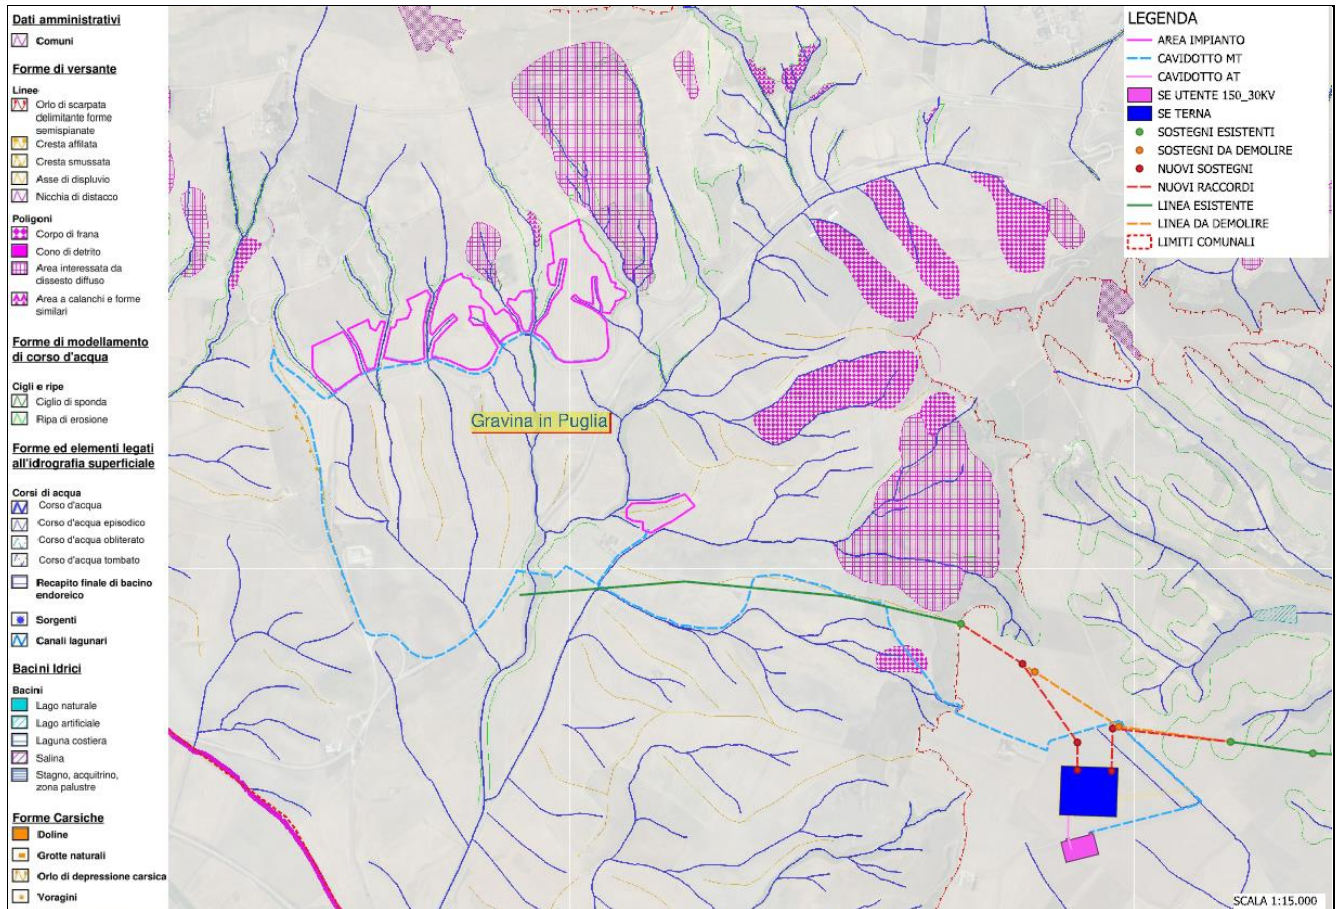 Dati amministrativi
Comuni
Forme di versante
Linee
Orlo di scarpata
delimitante forme
semispianate
Cresta affilata
Cresta smussata
Asse di displuvio
Nicchia di distacco
Poligoni
Corpo di frana
Cono di detrito
Area interessata da
dissesto diffuso
Area a calanchi e forme
similari
Forme di modellamento
di corso d'acqua
Cigli e ripe
Ciglio di sponda
Ripa di erosione
Forme ed elementi legati
all'idrografia superficiale
Corsi di acqua
Corso d'acqua
Corso d'acqua episodico
Corso d'acqua obliterato
Corso d'acqua tombato
Recapito finale di bacino
endoreico
Sorgenti
Canali lagunari
Bacini Idrici
Bacini
Lago naturale
Lago artificiale
Laguna costiera
Salina
Stagno, acquitrino,
zona palustre
Forme Carsiche
Doline
Grotte naturali
Orlo di depressione carsica
Voragini
Gravina in Puglia
LEGENDA
AREA IMPIANTO
CAVIDOTTO MT
CAVIDOTTO AT
SE UTENTE 150_30KV
SE TERNA
SOSTEGNI ESISTENTI
SOSTEGNI DA DEMOLIRE
NUOVI SOSTEGNI
NUOVI RACCORDI
LINEA ESISTENTE
LINEA DA DEMOLIRE
LIMITI COMUNALI
SCALA 1:15.000